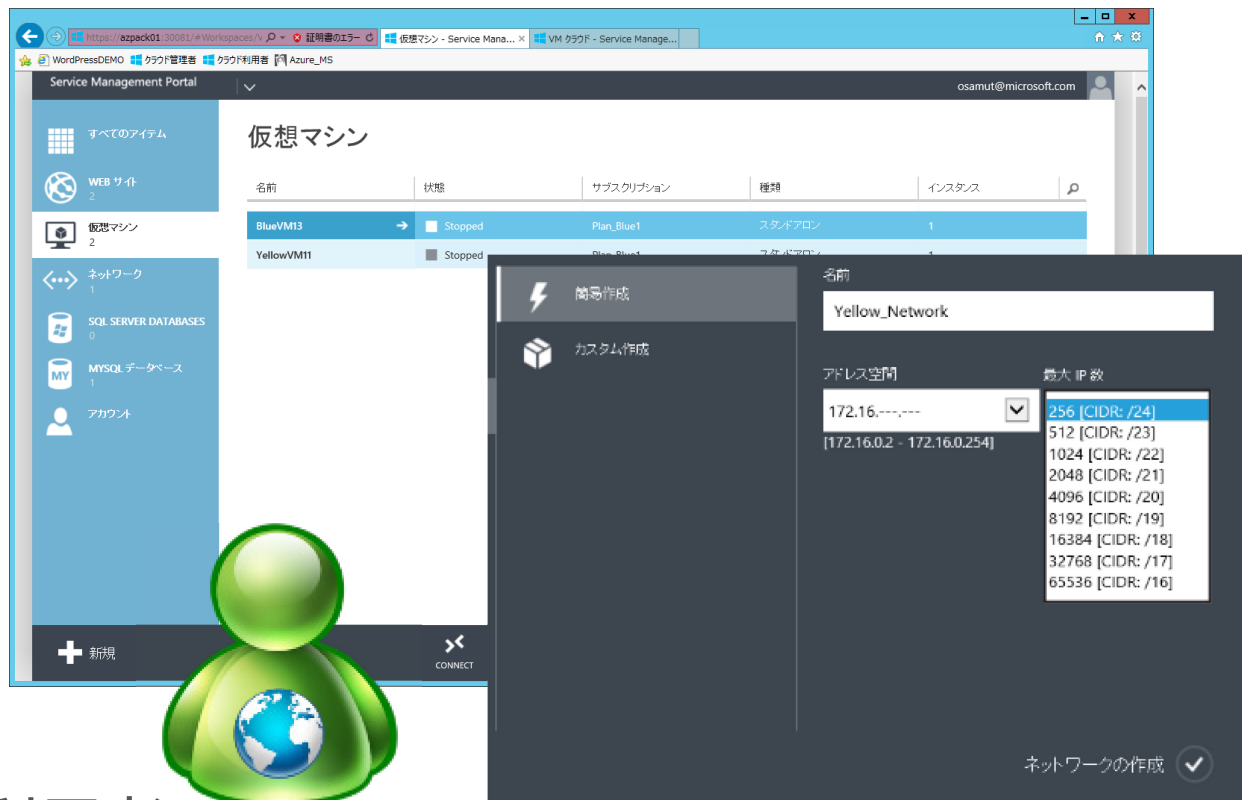 https://azpack01:30081/#Workspaces/V
証明書のエラー
仮想マシン - Service Mana...
VM クラウド - Service Manage...
WordPressDEMO
クラウド管理者
クラウド利用者
Azure_MS
Service Management Portal
osamut@microsoft.com
すべてのアイテム
WEB サイト
2
仮想マシン
2
ネットワーク
1
SQL SERVER DATABASES
0
MY
MYSQL データベース
1
アカウント
仮想マシン
名前 状態 サブスクリプション 種類 インスタンス
BlueVM13 Stopped Plan_Blue1 スタンドアロン 1
YellowVM11 Stopped Plan_Blue1 スタンドアロン 1
新規
CONNECT
簡易作成
カスタム作成
名前
Yellow_Network
アドレス空間
172.16.---.---
[172.16.0.2 - 172.16.0.254]
最大 IP 数
256 [CIDR: /24]
512 [CIDR: /23]
1024 [CIDR: /22]
2048 [CIDR: /21]
4096 [CIDR: /20]
8192 [CIDR: /19]
16384 [CIDR: /18]
32768 [CIDR: /17]
65536 [CIDR: /16]
ネットワークの作成